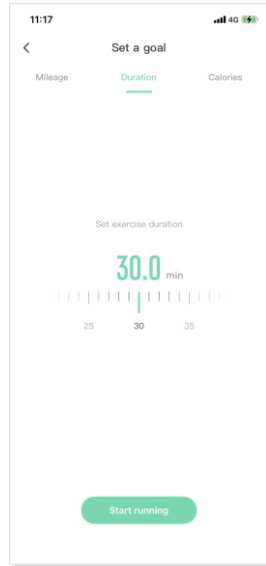 11:17 4G
Set a goal
Mileage Duration Calories
Set exercise duration
30.0 min
25 30 35
Start running